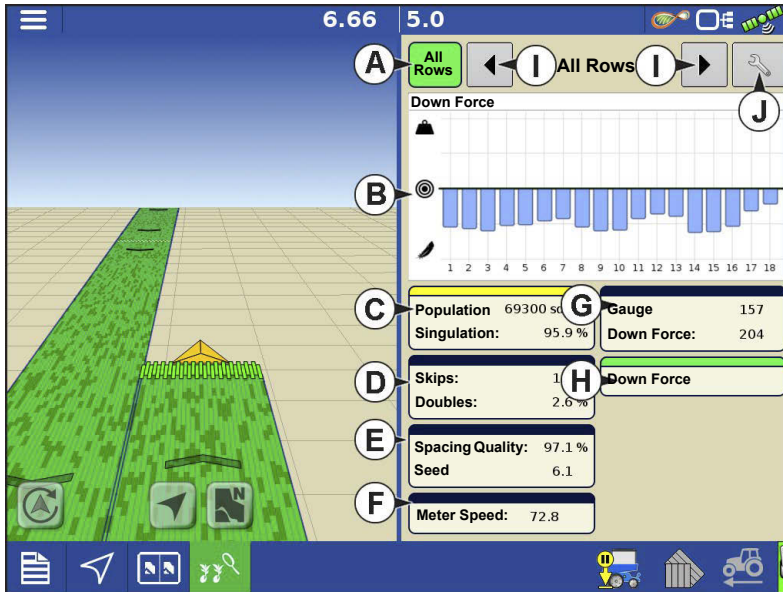 6.66 5.0
A
All Rows
I
All Rows
I
J
Down Force
B
1 2 3 4 5 6 7 8 9 10 11 12 13 14 15 16 17 18
C
Population 69300
Singulation: 95.9 %
G
Gauge 157
Down Force: 204
D
Skips:
Doubles: 2.6 %
H
Down Force
E
Spacing Quality: 97.1 %
Seed 6.1
F
Meter Speed: 72.8
N